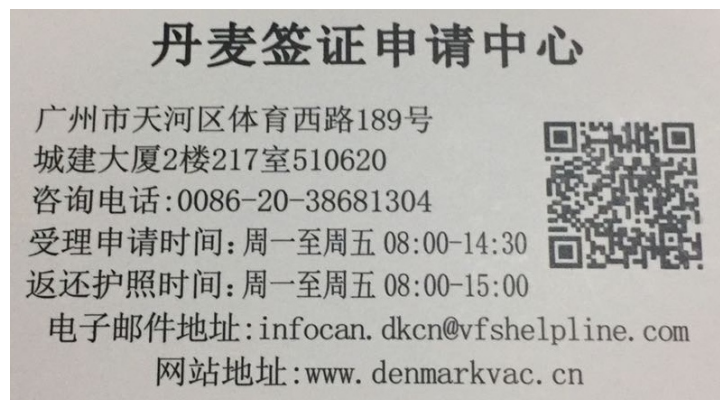 丹麦签证申请中心
广州市天河区体育西路189号
城建大厦2楼217室510620
咨询电话:0086-20-38681304
受理申请时间:周一至周五 08:00-14:30
返还护照时间:周一至周五 08:00-15:00
电子邮件地址:infocan.dkcn@vfshelpline.com
网站地址:www.denmarkvac.cn